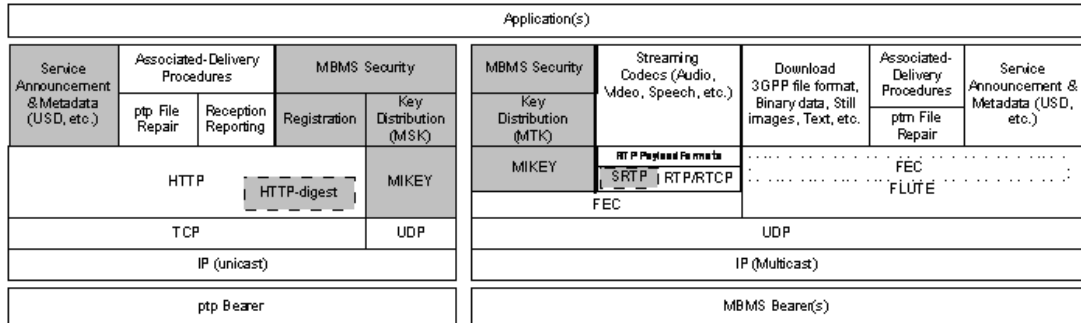 Application(s)
Service
Announcement
& Metadata
(USD, etc.)
Associated-Delivery
Procedures
ptp File
Repair
Reception
Reporting
MBMS Security
Registration
Key
Distribution
(MSK)
HTTP
HTTP-digest
MIKEY
TCP
UDP
IP (unicast)
ptp Bearer
MBMS Security
Key
Distribution
(MTK)
MIKEY
Streaming
Codecs (Audio,
Video, Speech, etc.)
RTP Payload Formats
SRTP
RTP/RTCP
FEC
Download
3GPP file format,
Binary data, Still
images, Text, etc.
Associated-
Delivery
Procedures
ptm File
Repair
Service
Announcement &
Metadata (USD,
etc.)
FEC
FLUTE
UDP
IP (Multicast)
MBMS Bearer(s)